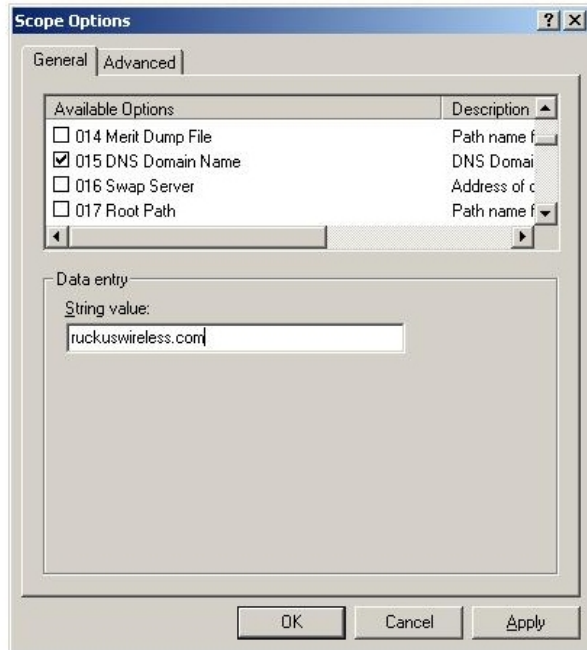 Scope Options
General Advanced
Available Options Description
014 Merit Dump File Path name f
015 DNS Domain Name DNS Domai
016 Swap Server Address of c
017 Root Path Path name f
Data entry
String value:
ruckuswireless.com
OK Cancel Apply